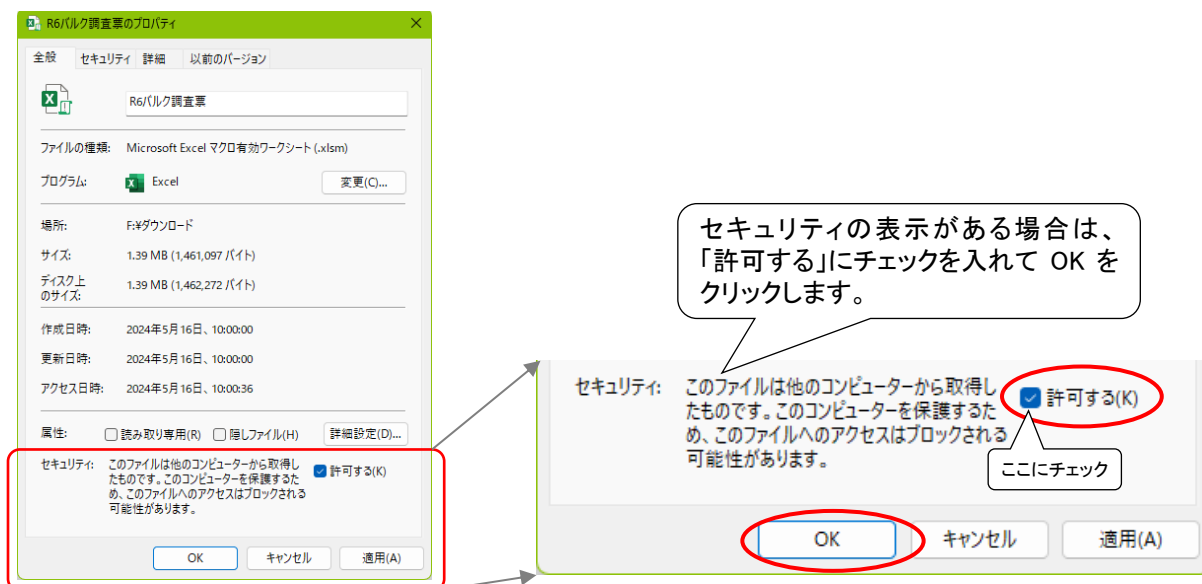 R6バルク調査票のプロパティ
全般 セキュリティ 詳細 以前のバージョン
R6バルク調査票
ファイルの種類: Microsoft Excel マクロ有効ワークシート (.xlsm)
プログラム: Excel 変更(C)...
場所: F:¥ダウンロード
サイズ: 1.39 MB (1,461,097 バイト)
ディスク上
のサイズ: 1.39 MB (1,462,272 バイト)
作成日時: 2024年5月16日、10:00:00
更新日時: 2024年5月16日、10:00:00
アクセス日時: 2024年5月16日、10:00:36
属性: 読み取り専用(R) 隠しファイル(H) 詳細設定(D)...
セキュリティ: このファイルは他のコンピューターから取得し
たものです。このコンピューターを保護するた
め、このファイルへのアクセスはブロックされる
可能性があります。
許可する(K)
OK キャンセル 適用(A)
セキュリティの表示がある場合は、
「許可する」にチェックを入れて OK を
クリックします。
セキュリティ: このファイルは他のコンピューターから取得し
たものです。このコンピューターを保護するた
め、このファイルへのアクセスはブロックされる
可能性があります。
許可する(K)
ここにチェック
OK キャンセル 適用(A)